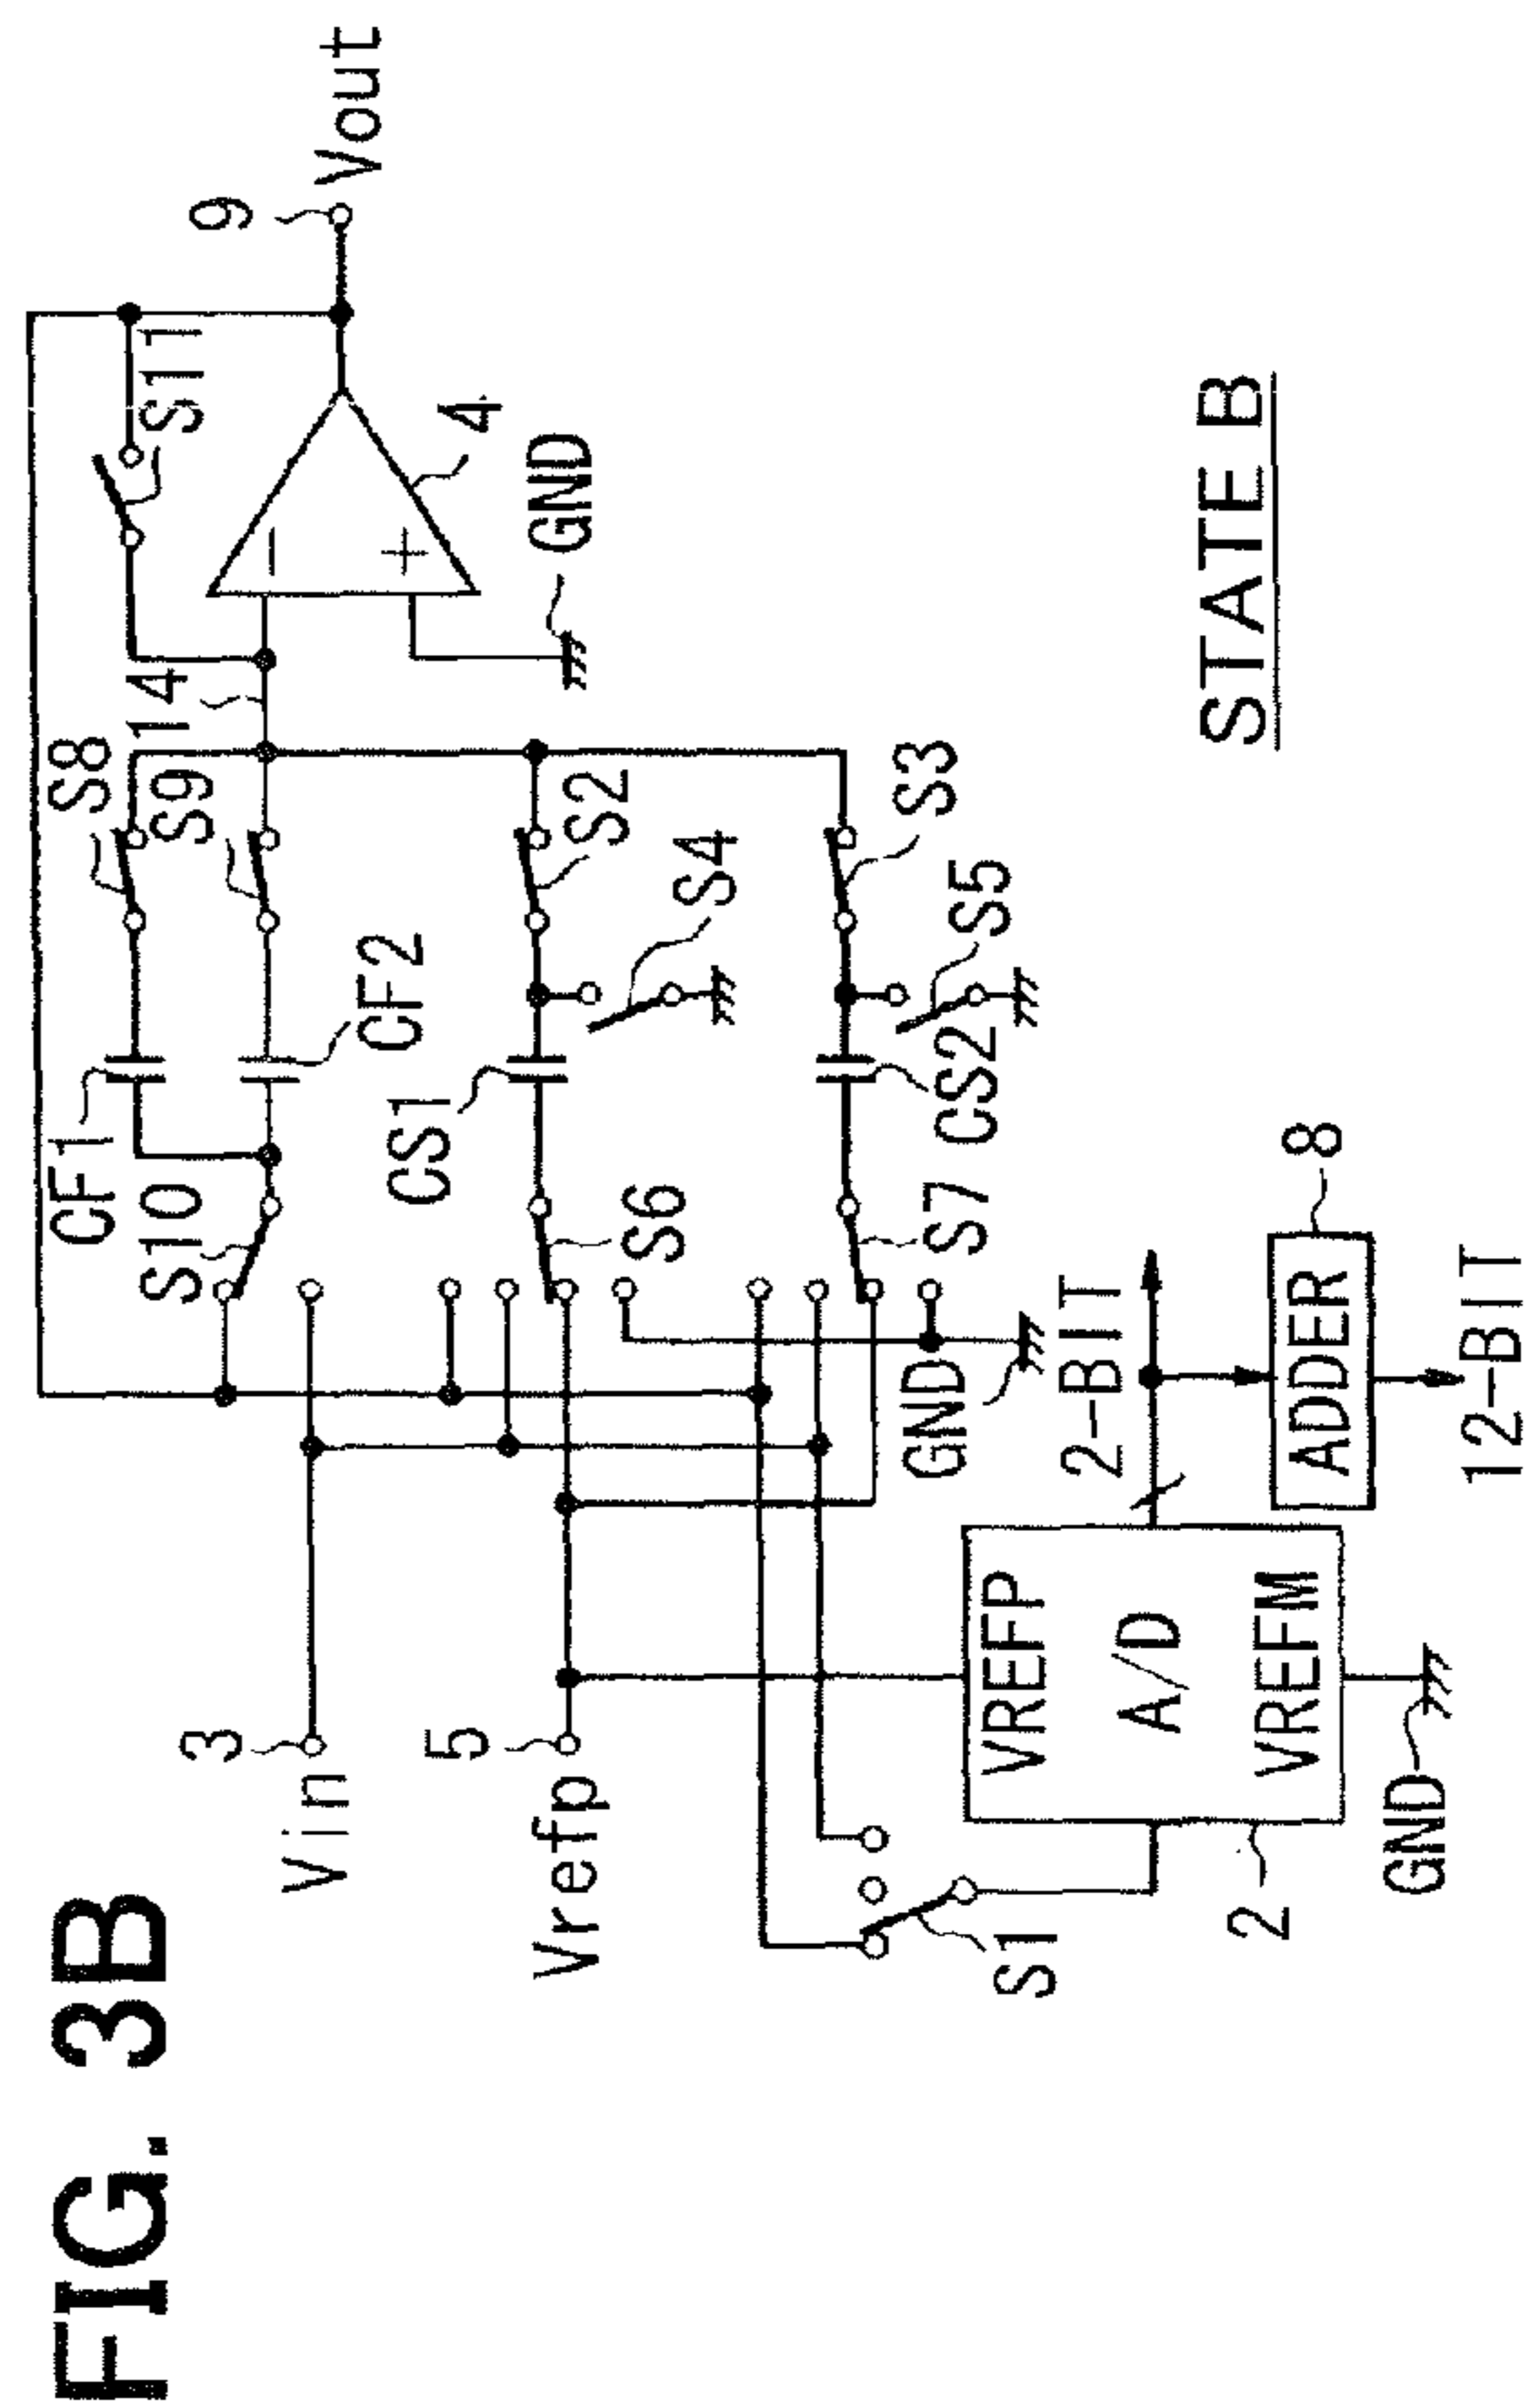 FIG. 3B
Vin
3
Vrefp
5
S10
CF1
CF2
S8
S9
14
S11
4
GND
9
Vout
CS1
S2
S4
S6
CS2
S3
S5
S7
GND
S1
2
VREFP
A/D
VREFM
GND
2-BIT
ADDER
8
12-BIT
STATE B
−
+